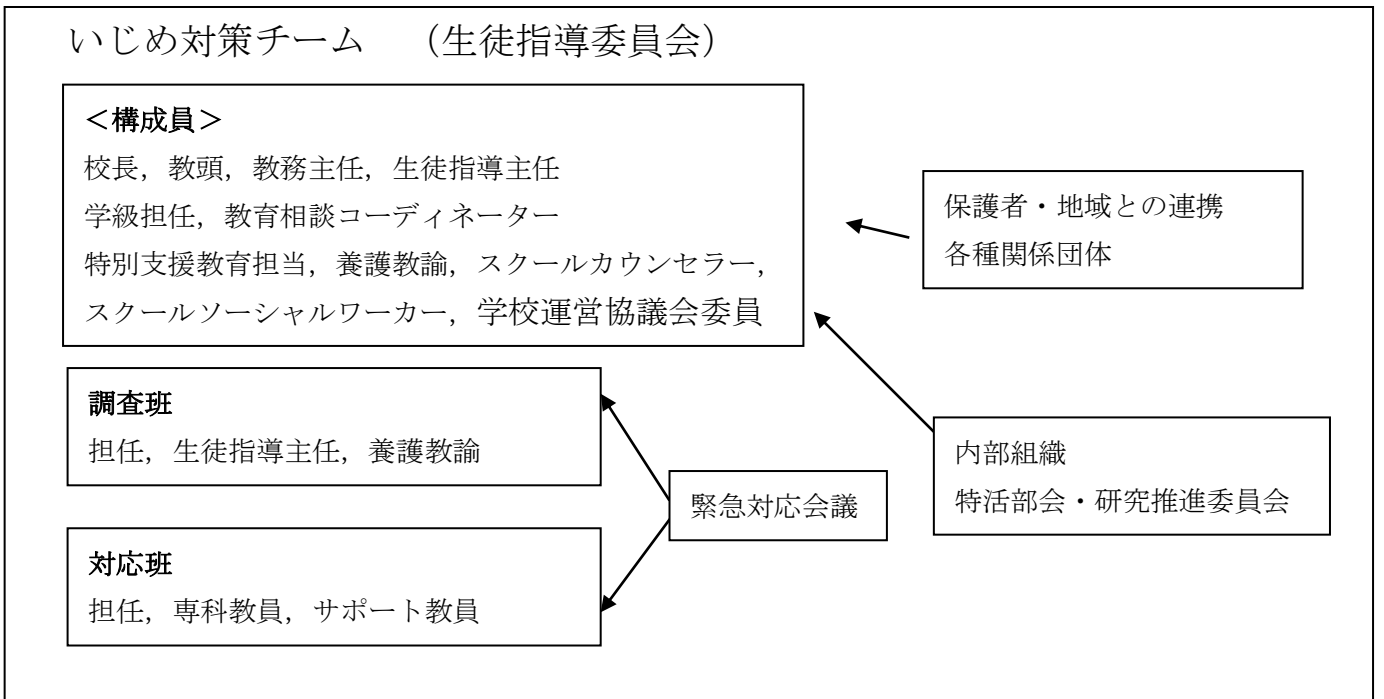 いじめ対策チーム　（生徒指導委員会）
＜構成員＞
校長，教頭，教務主任，生徒指導主任
学級担任，教育相談コーディネーター
特別支援教育担当，養護教諭，スクールカウンセラー，
スクールソーシャルワーカー，学校運営協議会委員
保護者・地域との連携
各種関係団体
調査班
担任，生徒指導主任，養護教諭
緊急対応会議
内部組織
特活部会・研究推進委員会
対応班
担任，専科教員，サポート教員